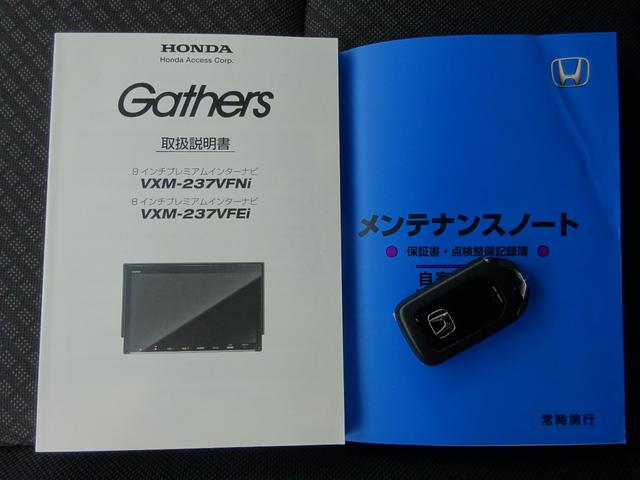 HONDA
Honda Access Corp.
Gathers
取扱説明書
9 インチプレミアムインターナビ
VXM-237VFNi
8 インチプレミアムインターナビ
VXM-237VFEi
メンテナンスノート
保証書・点検整備記録簿
自家
常時携行